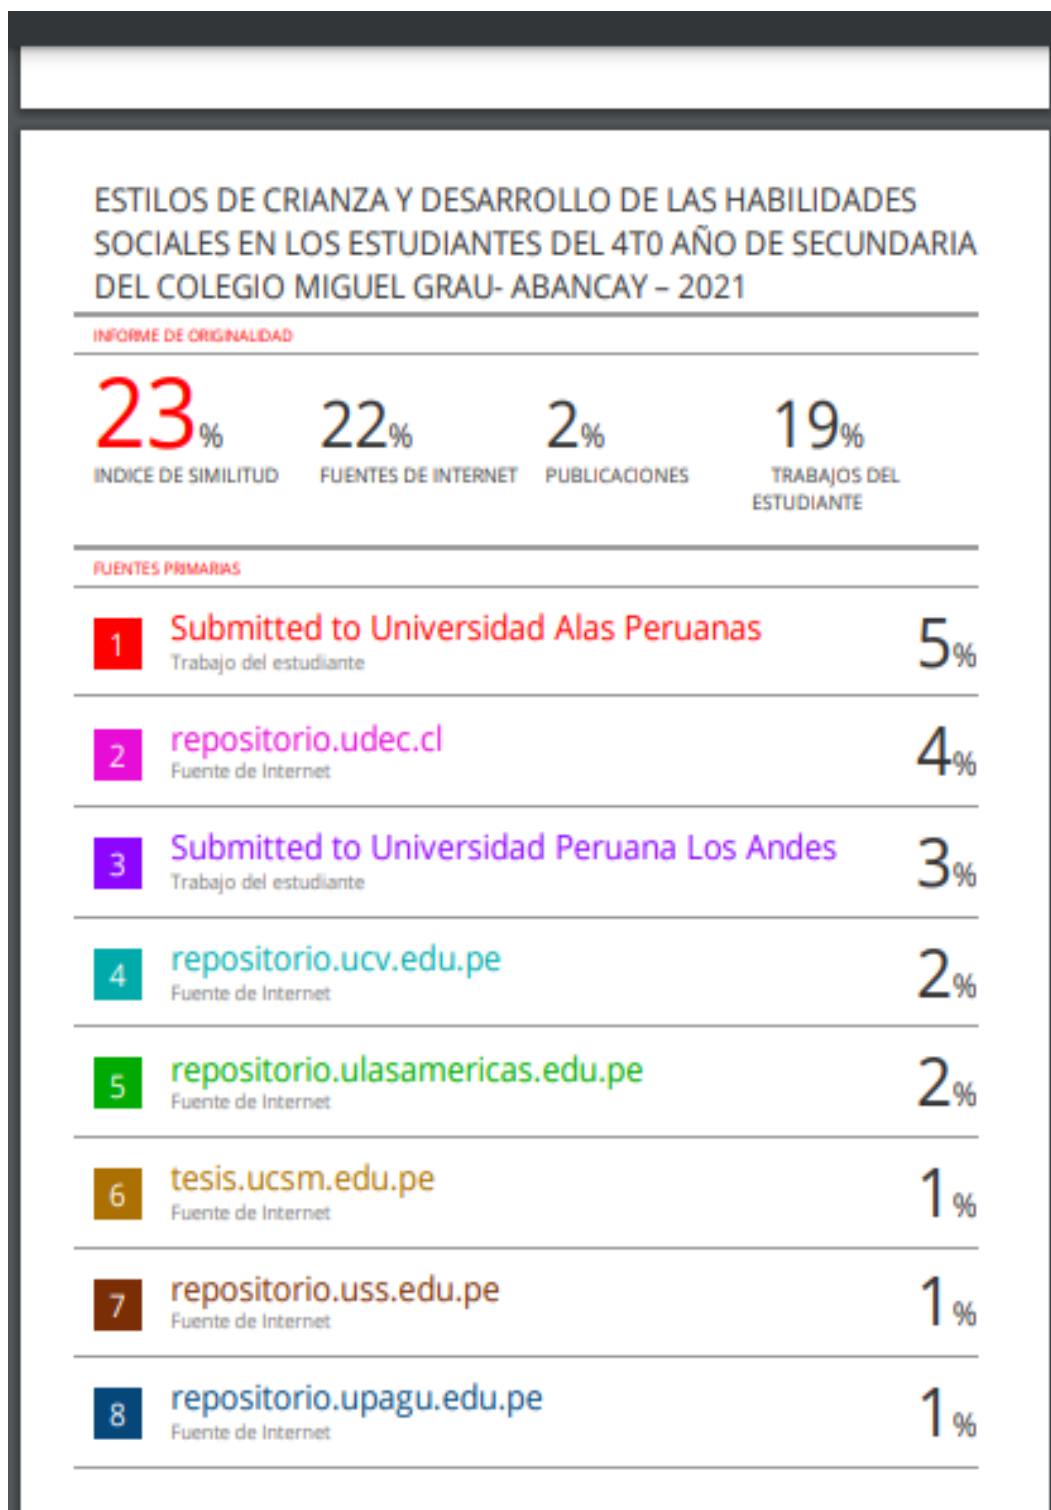 ESTILOS DE CRIANZA Y DESARROLLO DE LAS HABILIDADES
SOCIALES EN LOS ESTUDIANTES DEL 4T0 AÑO DE SECUNDARIA
DEL COLEGIO MIGUEL GRAU- ABANCAY – 2021
INFORME DE ORIGINALIDAD
23% 22% 2% 19%
INDICE DE SIMILITUD FUENTES DE INTERNET PUBLICACIONES TRABAJOS DEL
ESTUDIANTE
FUENTES PRIMARIAS
1 Submitted to Universidad Alas Peruanas 5%
Trabajo del estudiante
2 repositorio.udec.cl 4%
Fuente de Internet
3 Submitted to Universidad Peruana Los Andes 3%
Trabajo del estudiante
4 repositorio.ucv.edu.pe 2%
Fuente de Internet
5 repositorio.ulasamericas.edu.pe 2%
Fuente de Internet
6 tesis.ucsm.edu.pe 1%
Fuente de Internet
7 repositorio.uss.edu.pe 1%
Fuente de Internet
8 repositorio.upagu.edu.pe 1%
Fuente de Internet